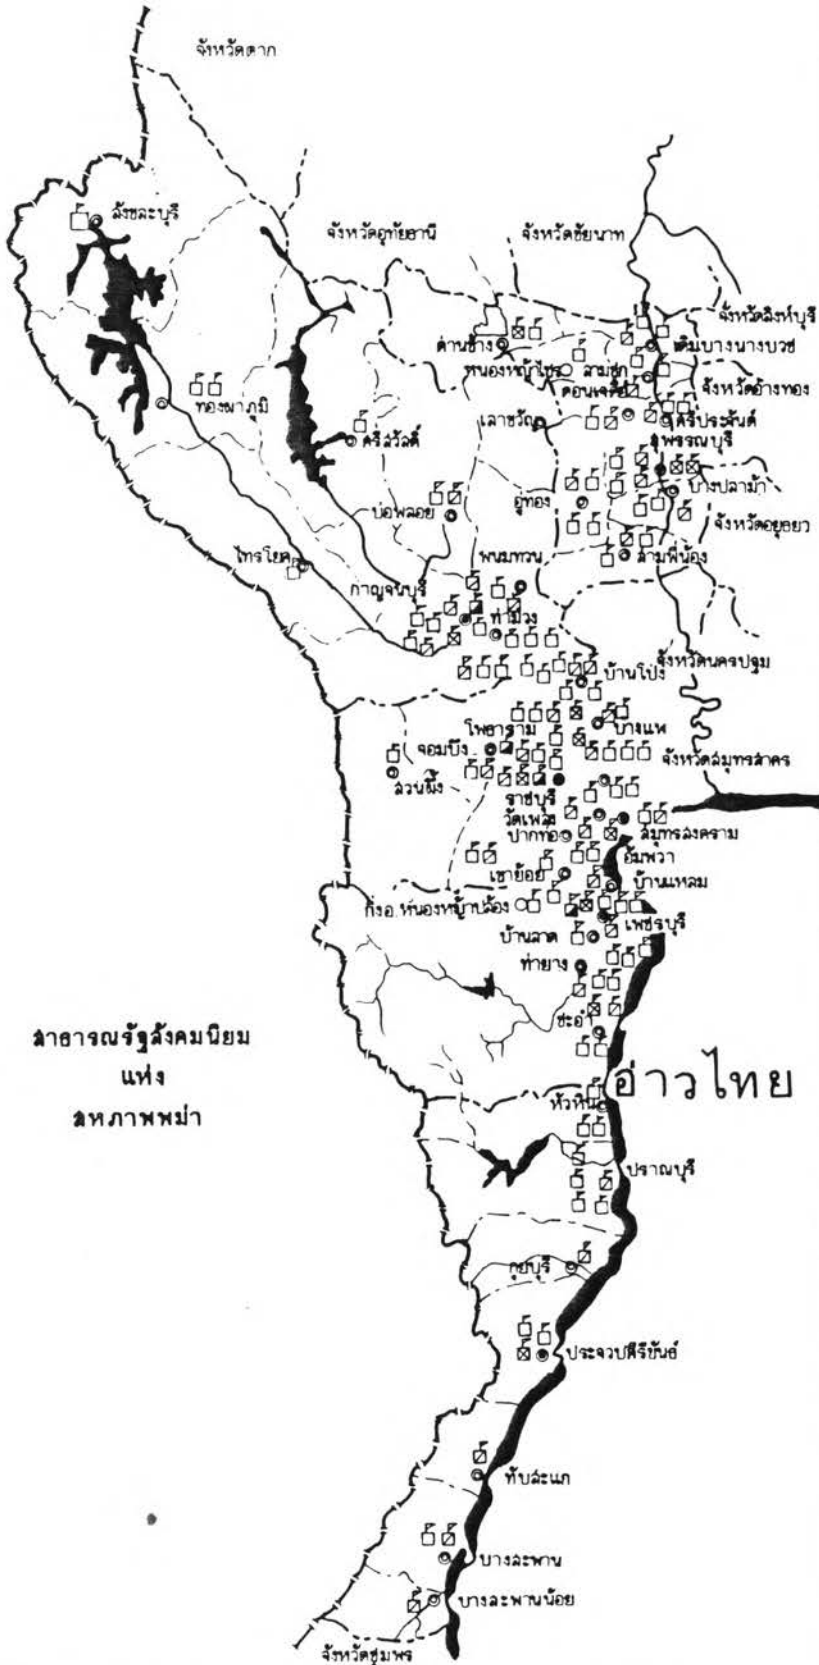 จังหวัดตาก
สังขละบุรี
จังหวัดอุทัยธานี
จังหวัดชัยนาท
จังหวัดสิงห์บุรี
ด่านช้าง
เดิมบางนางบวช
หนองหญ้าไซ
สามชุก
ดอนเจดีย์
จังหวัดอ่างทอง
ทองผาภูมิ
เลาขวัญ
ศรีประจันต์
ศรีสวัสดิ์
สุพรรณบุรี
บางปลาม้า
บ่อพลอย
อู่ทอง
จังหวัดอยุธยา
สองพี่น้อง
พนมทวน
ไทรโยค
กาญจนบุรี
ท่าม่วง
จังหวัดนครปฐม
บ้านโป่ง
โพธาราม
บางแพ
จอมบึง
จังหวัดสมุทรสาคร
สวนผึ้ง
ราชบุรี
วัดเพลง
สมุทรสงคราม
ปากท่อ
อัมพวา
เขาย้อย
บ้านแหลม
กิ่งอ.หนองหญ้าปล้อง
เพชรบุรี
บ้านลาด
ท่ายาง
ชะอำ
สาธารณรัฐสังคมนิยม
แห่ง
สหภาพพม่า
อ่าวไทย
หัวหิน
ปราณบุรี
กุยบุรี
ประจวบคีรีขันธ์
ทับสะแก
บางสะพาน
บางสะพานน้อย
จังหวัดชุมพร